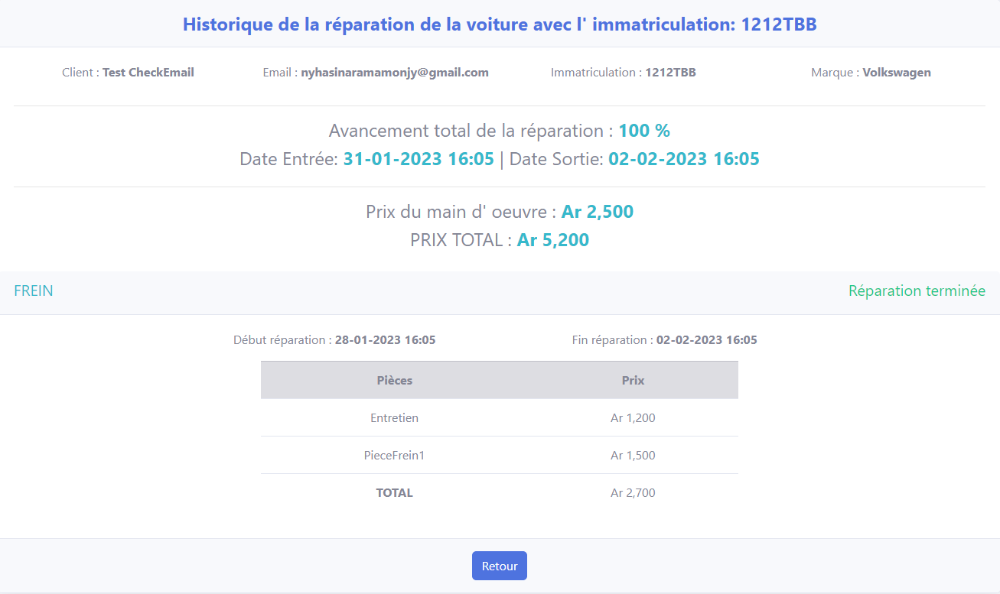 Historique de la réparation de la voiture avec l' immatriculation: 1212TBB
Client : Test CheckEmail Email : nyhasinaramamonjy@gmail.com Immatriculation : 1212TBB Marque : Volkswagen
Avancement total de la réparation : 100 %
Date Entrée: 31-01-2023 16:05 | Date Sortie: 02-02-2023 16:05
Prix du main d' oeuvre : Ar 2,500
PRIX TOTAL : Ar 5,200
FREIN Réparation terminée
Début réparation : 28-01-2023 16:05 Fin réparation : 02-02-2023 16:05
Pièces Prix
Entretien Ar 1,200
PieceFrein1 Ar 1,500
TOTAL Ar 2,700
Retour